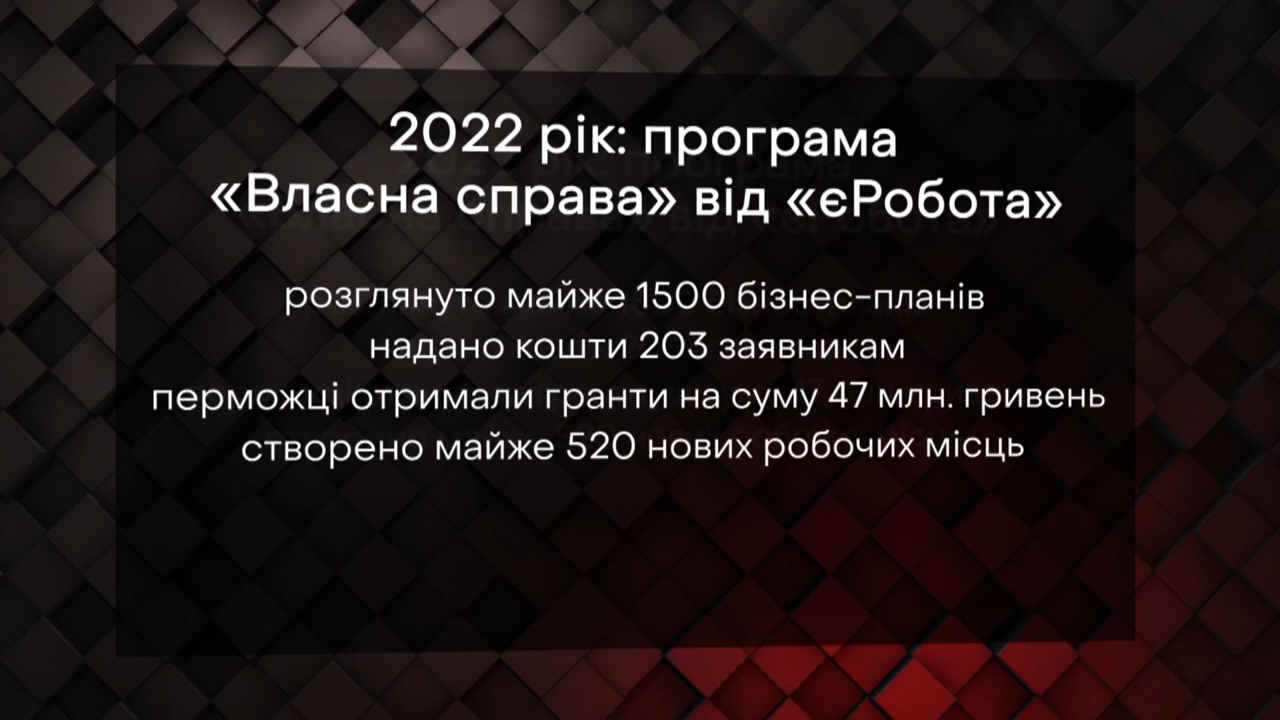 2022 рік: програма
«Власна справа» від «єРобота»
розглянуто майже 1500 бізнес-планів
надано кошти 203 заявникам
перможці отримали гранти на суму 47 млн. гривень
створено майже 520 нових робочих місць